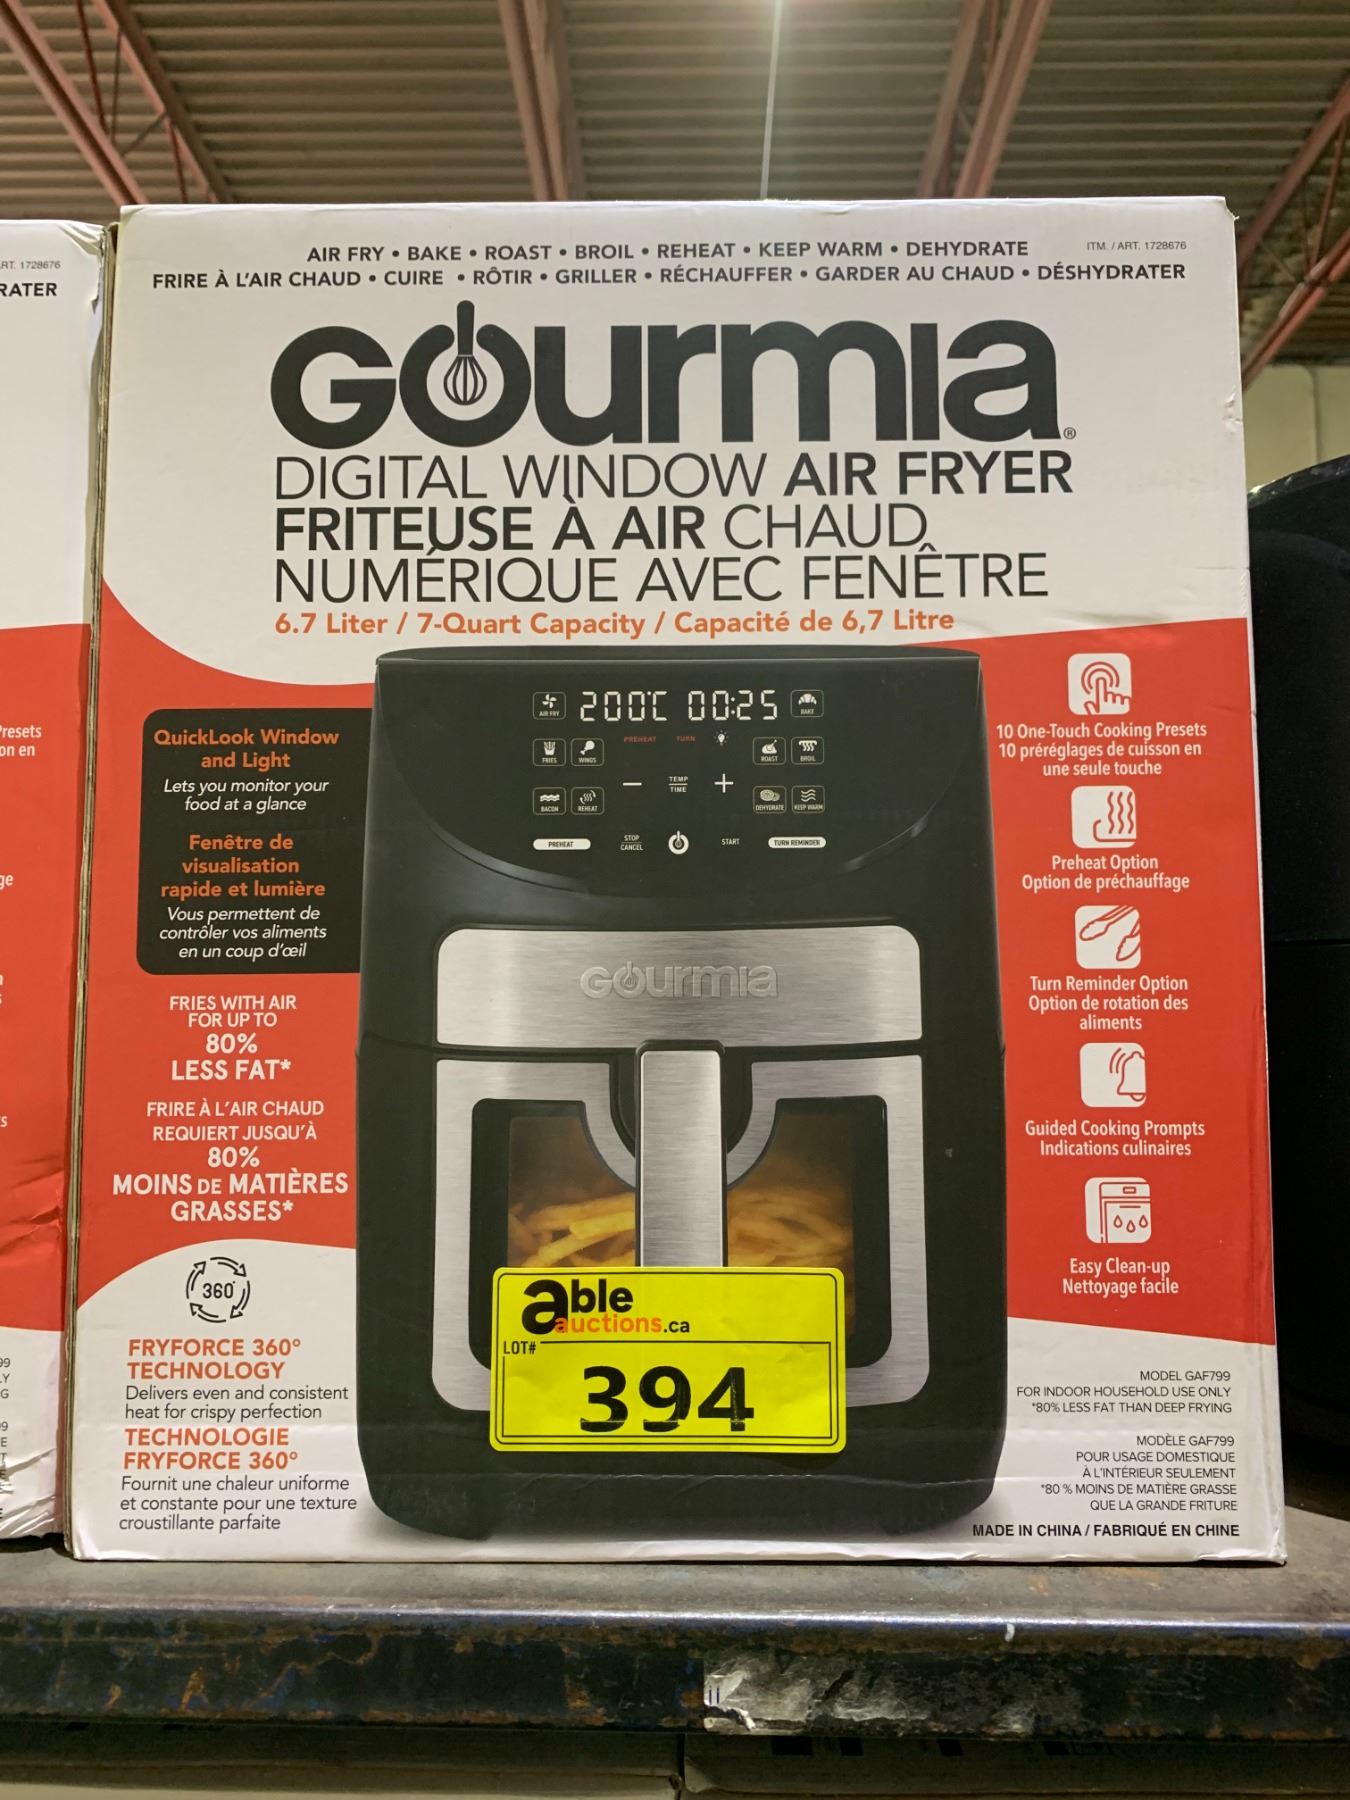 AIR FRY • BAKE • ROAST • BROIL • REHEAT • KEEP WARM • DEHYDRATE
ITM. / ART. 1728676
FRIRE À L'AIR CHAUD • CUIRE • RÔTIR • GRILLER • RÉCHAUFFER • GARDER AU CHAUD • DÉSHYDRATER
Gourmia®
DIGITAL WINDOW AIR FRYER
FRITEUSE À AIR CHAUD
NUMÉRIQUE AVEC FENÊTRE
6.7 Liter / 7-Quart Capacity / Capacité de 6,7 Litre
QuickLook Window
and Light
Lets you monitor your
food at a glance
Fenêtre de
visualisation
rapide et lumière
Vous permettent de
contrôler vos aliments
en un coup d'œil
FRIES WITH AIR
FOR UP TO
80%
LESS FAT*
FRIRE À L'AIR CHAUD
REQUIERT JUSQU'À
80%
MOINS DE MATIÈRES
GRASSES*
360°
FRYFORCE 360°
TECHNOLOGY
Delivers even and consistent
heat for crispy perfection
TECHNOLOGIE
FRYFORCE 360°
Fournit une chaleur uniforme
et constante pour une texture
croustillante parfaite
AIR FRY
200°C 00:25
BAKE
PREHEAT TURN
FRIES WINGS
ROAST BROIL
TEMP
TIME
− +
BACON REHEAT
DEHYDRATE KEEP WARM
PREHEAT
STOP
CANCEL
START
TURN REMINDER
Gourmia
able
auctions.ca
LOT#
394
10 One-Touch Cooking Presets
10 préréglages de cuisson en
une seule touche
Preheat Option
Option de préchauffage
Turn Reminder Option
Option de rotation des
aliments
Guided Cooking Prompts
Indications culinaires
Easy Clean-up
Nettoyage facile
MODEL GAF799
FOR INDOOR HOUSEHOLD USE ONLY
*80% LESS FAT THAN DEEP FRYING
MODÈLE GAF799
POUR USAGE DOMESTIQUE
À L'INTÉRIEUR SEULEMENT
*80 % MOINS DE MATIÈRE GRASSE
QUE LA GRANDE FRITURE
MADE IN CHINA / FABRIQUÉ EN CHINE
ART. 1728676
RATER
Presets
on en